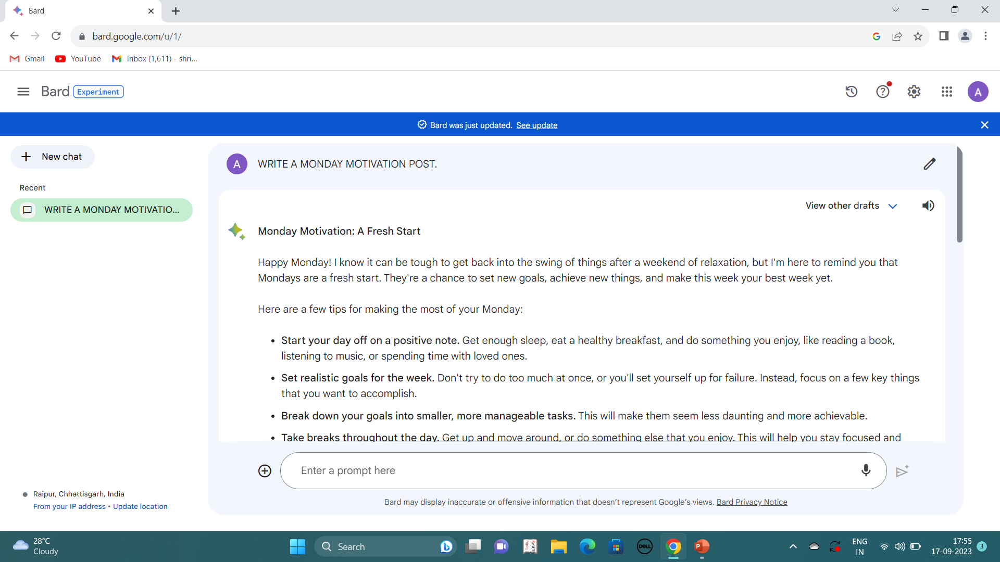 Bard
bard.google.com/u/1/
Gmail
YouTube
Inbox (1,611) - shri...
Bard Experiment
A
Bard was just updated. See update
New chat
Recent
WRITE A MONDAY MOTIVATIO...
A
WRITE A MONDAY MOTIVATION POST.
View other drafts
Monday Motivation: A Fresh Start
Happy Monday! I know it can be tough to get back into the swing of things after a weekend of relaxation, but I'm here to remind you that
Mondays are a fresh start. They're a chance to set new goals, achieve new things, and make this week your best week yet.
Here are a few tips for making the most of your Monday:
• Start your day off on a positive note. Get enough sleep, eat a healthy breakfast, and do something you enjoy, like reading a book,
listening to music, or spending time with loved ones.
• Set realistic goals for the week. Don't try to do too much at once, or you'll set yourself up for failure. Instead, focus on a few key things
that you want to accomplish.
• Break down your goals into smaller, more manageable tasks. This will make them seem less daunting and more achievable.
• Take breaks throughout the day. Get up and move around, or do something else that you enjoy. This will help you stay focused and
Enter a prompt here
Raipur, Chhattisgarh, India
From your IP address • Update location
Bard may display inaccurate or offensive information that doesn't represent Google's views. Bard Privacy Notice
28°C
Cloudy
Search
Tally
ERP9
DELL
P
ENG
IN
17:55
17-09-2023
3